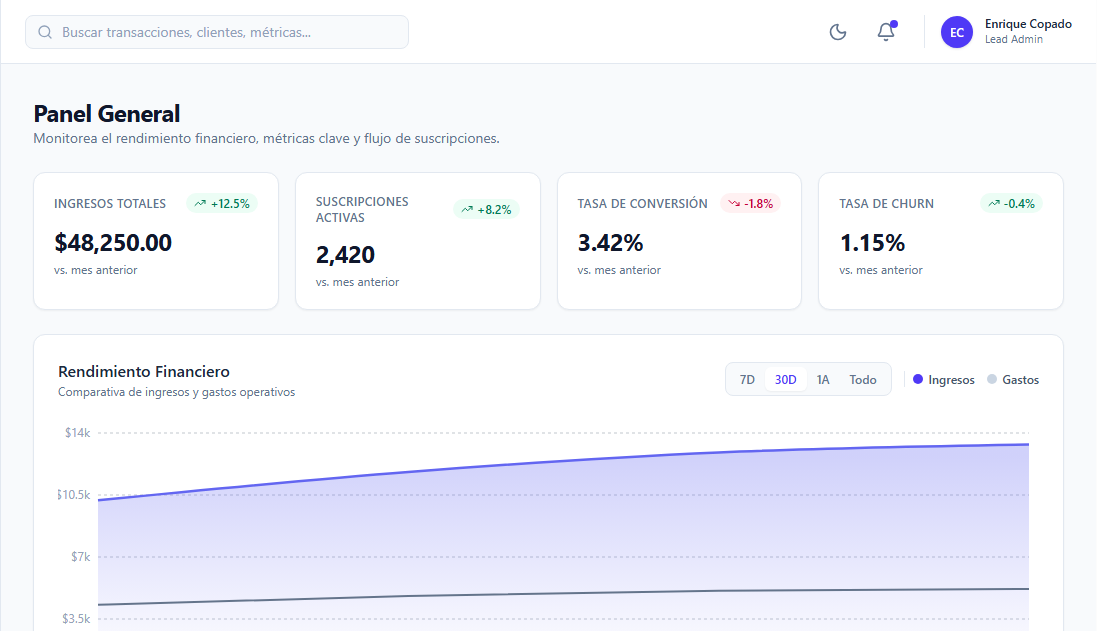 Buscar transacciones, clientes, métricas...
EC
Enrique Copado
Lead Admin
Panel General
Monitorea el rendimiento financiero, métricas clave y flujo de suscripciones.
INGRESOS TOTALES
+12.5%
$48,250.00
vs. mes anterior
SUSCRIPCIONES
ACTIVAS
+8.2%
2,420
vs. mes anterior
TASA DE CONVERSIÓN
-1.8%
3.42%
vs. mes anterior
TASA DE CHURN
-0.4%
1.15%
vs. mes anterior
Rendimiento Financiero
Comparativa de ingresos y gastos operativos
7D 30D 1A Todo
Ingresos Gastos
$14k
$10.5k
$7k
$3.5k